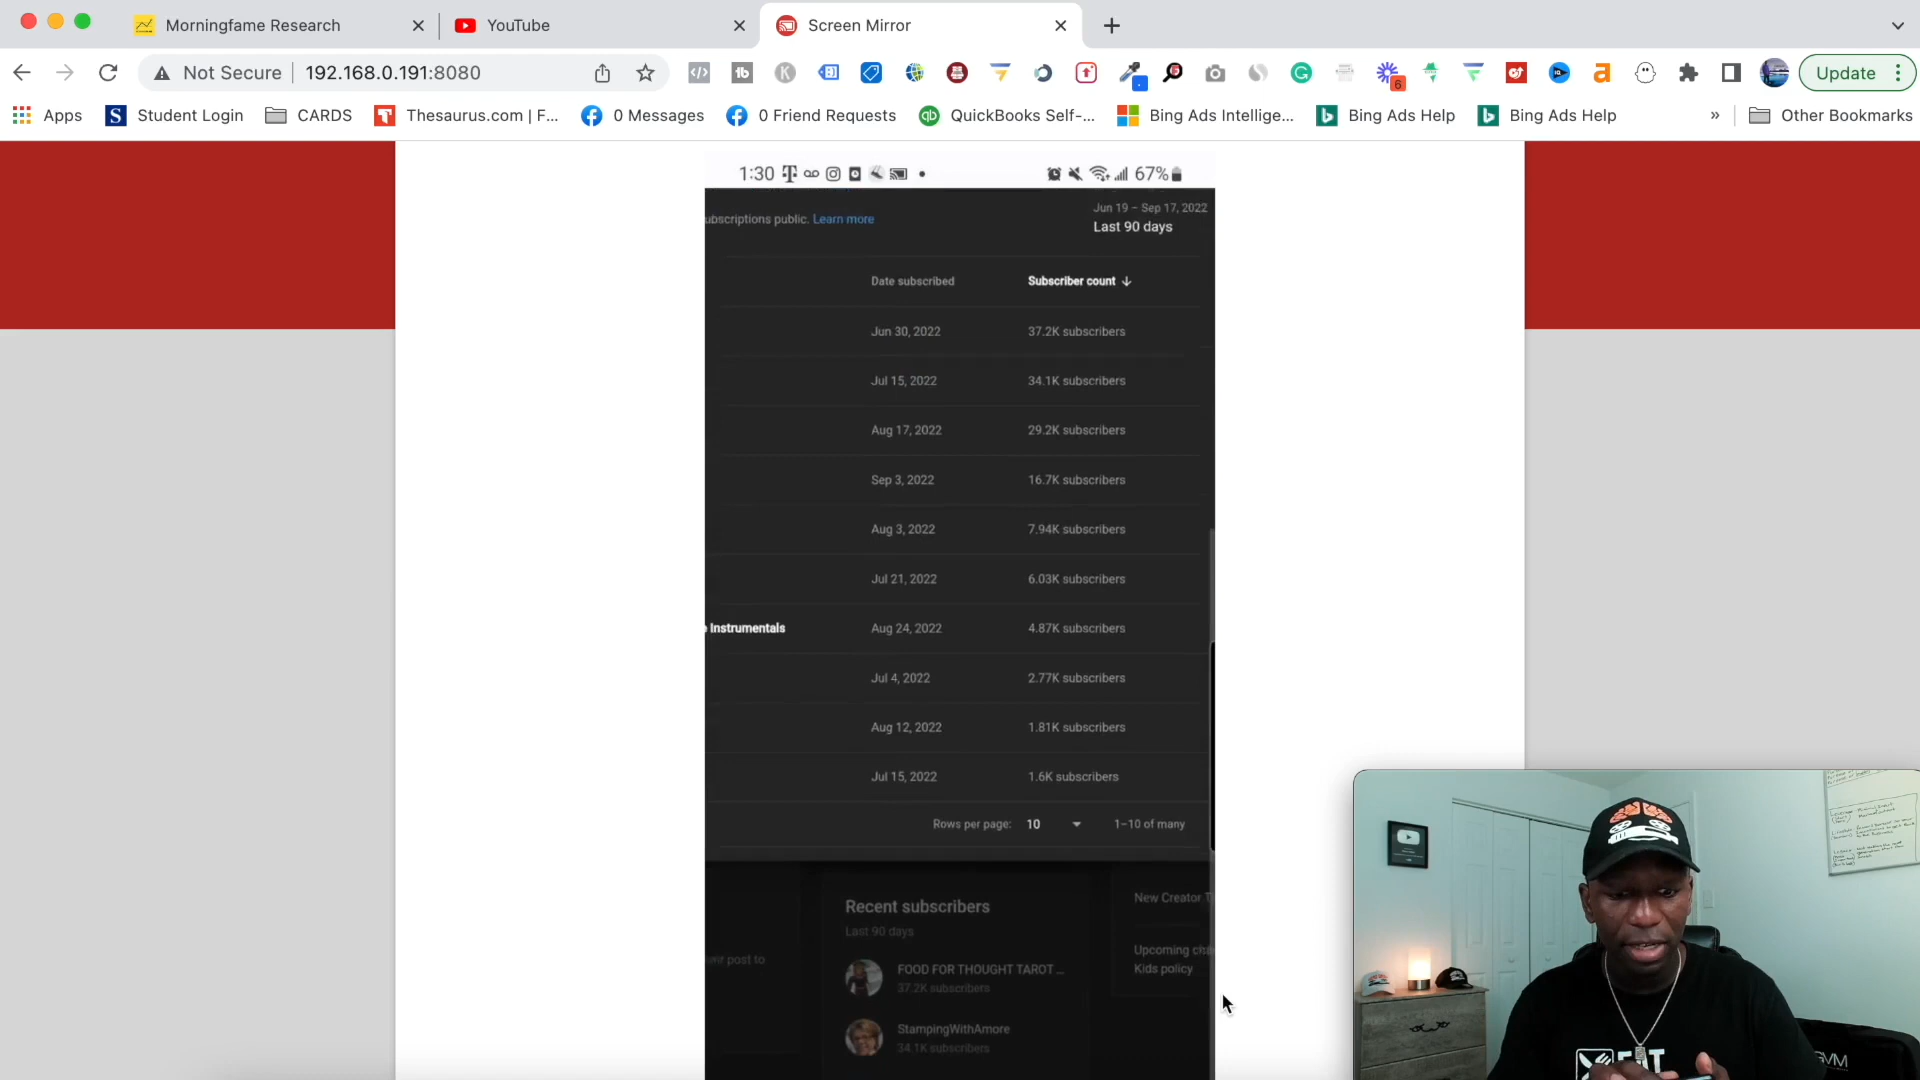 Morningfame Research
YouTube
Screen Mirror
Not Secure
192.168.0.191:8080
6
Update
Apps
Student Login
CARDS
Thesaurus.com | F...
0 Messages
0 Friend Requests
QuickBooks Self-...
Bing Ads Intellige...
Bing Ads Help
Bing Ads Help
»
Other Bookmarks
1:30
67%
ubscriptions public. Learn more
Jun 19 – Sep 17, 2022
Last 90 days
Date subscribed
Subscriber count
Jun 30, 2022
37.2K subscribers
Jul 15, 2022
34.1K subscribers
Aug 17, 2022
29.2K subscribers
Sep 3, 2022
16.7K subscribers
Aug 3, 2022
7.94K subscribers
Jul 21, 2022
6.03K subscribers
Instrumentals
Aug 24, 2022
4.87K subscribers
Jul 4, 2022
2.77K subscribers
Aug 12, 2022
1.81K subscribers
Jul 15, 2022
1.6K subscribers
Rows per page: 10
1–10 of many
Recent subscribers
Last 90 days
FOOD FOR THOUGHT TAROT ...
37.2K subscribers
StampingWithAmore
34.1K subscribers
post to
New Creator T
Upcoming
Kids policy